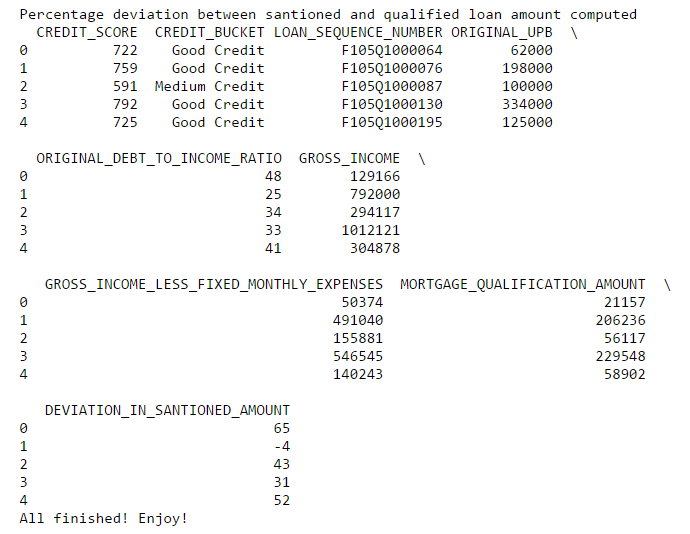 Percentage deviation between santioned and qualified loan amount computed
  CREDIT_SCORE  CREDIT_BUCKET LOAN_SEQUENCE_NUMBER ORIGINAL_UPB  \
0          722    Good Credit         F105Q1000064        62000
1          759    Good Credit         F105Q1000076       198000
2          591  Medium Credit         F105Q1000087       100000
3          792    Good Credit         F105Q1000130       334000
4          725    Good Credit         F105Q1000195       125000
  ORIGINAL_DEBT_TO_INCOME_RATIO  GROSS_INCOME  \
0                            48        129166
1                            25        792000
2                            34        294117
3                            33       1012121
4                            41        304878
   GROSS_INCOME_LESS_FIXED_MONTHLY_EXPENSES  MORTGAGE_QUALIFICATION_AMOUNT  \
0                                     50374                          21157
1                                    491040                         206236
2                                    155881                          56117
3                                    546545                         229548
4                                    140243                          58902
   DEVIATION_IN_SANTIONED_AMOUNT
0                             65
1                             -4
2                             43
3                             31
4                             52
All finished! Enjoy!